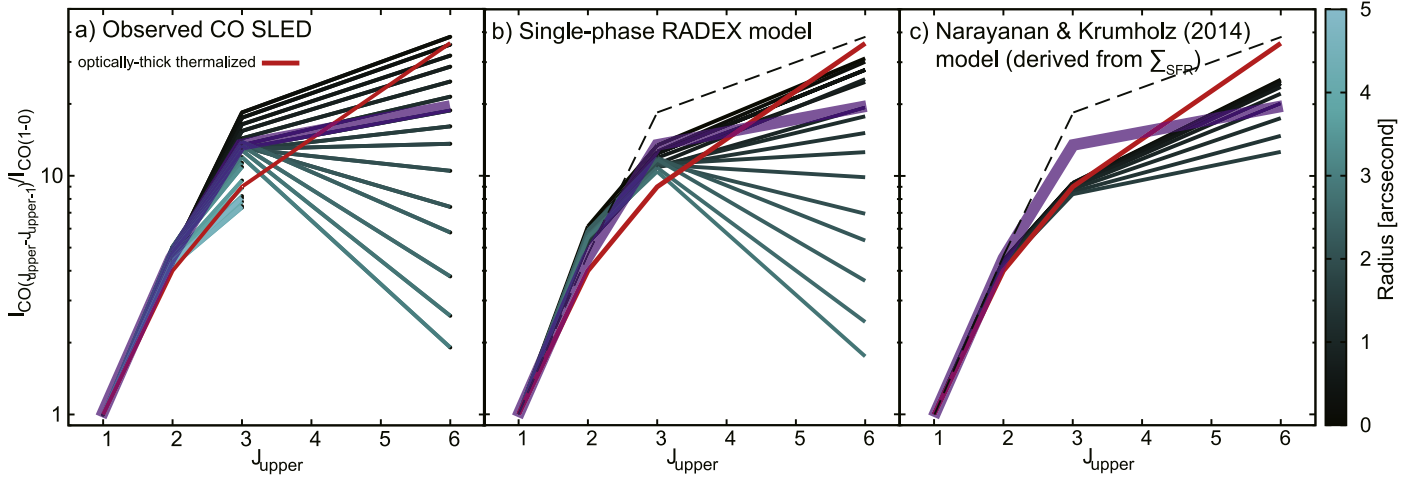 a) Observed CO SLED
optically-thick thermalized
b) Single-phase RADEX model
c) Narayanan & Krumholz (2014)
model (derived from ∑SFR)
ICO(Jupper-Jupper-1)/ICO(1-0)
10
1
1 2 3 4 5 6
Jupper
1 2 3 4 5 6
Jupper
1 2 3 4 5 6
Jupper
5
4
3
2
1
0
Radius [arcsecond]